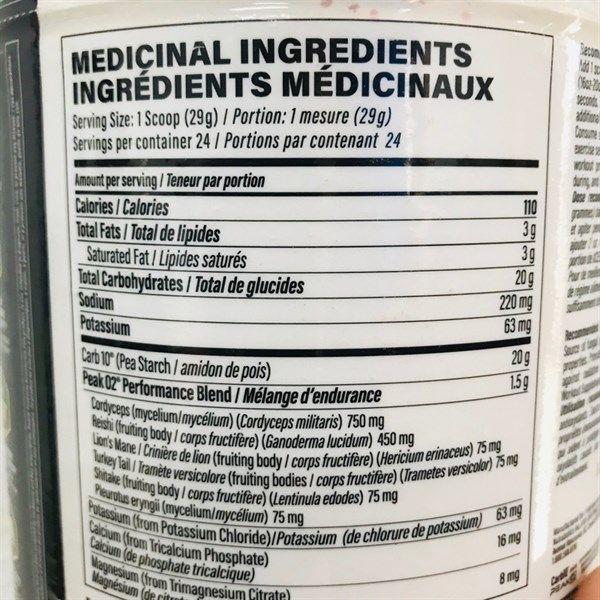 MEDICINAL INGREDIENTS
INGRÉDIENTS MÉDICINAUX
Serving Size: 1 Scoop (29g) / Portion: 1 mesure (29g)
Servings per container 24 / Portions par contenant 24
Amount per serving / Teneur par portion
Calories / Calories 110
Total Fats / Total de lipides 3 g
Saturated Fat / Lipides saturés 3 g
Total Carbohydrates / Total de glucides 20 g
Sodium 220 mg
Potassium 63 mg
Carb 10® (Pea Starch / amidon de pois) 20 g
Peak O2® Performance Blend / Mélange d'endurance 1.5 g
Cordyceps (mycelium/mycélium) (Cordyceps militaris) 750 mg
Reishi (fruiting body / corps fructifère) (Ganoderma lucidum) 450 mg
Lion's Mane / Crinière de lion (fruiting body / corps fructifère) (Hericium erinaceus) 75 mg
Turkey Tail / Tramète versicolore (fruiting bodies / corps fructifère) (Trametes versicolor) 75 mg
Shitake (fruiting body / corps fructifère) (Lentinula edodes) 75 mg
Pleurotus eryngii (mycelium/mycélium) 75 mg
Potassium (from Potassium Chloride)/Potassium (de chlorure de potassium) 63 mg
Calcium (from Tricalcium Phosphate) 16 mg
Calcium (de phosphate tricalcique)
Magnesium (from Trimagnesium Citrate) 8 mg
Magnésium (de